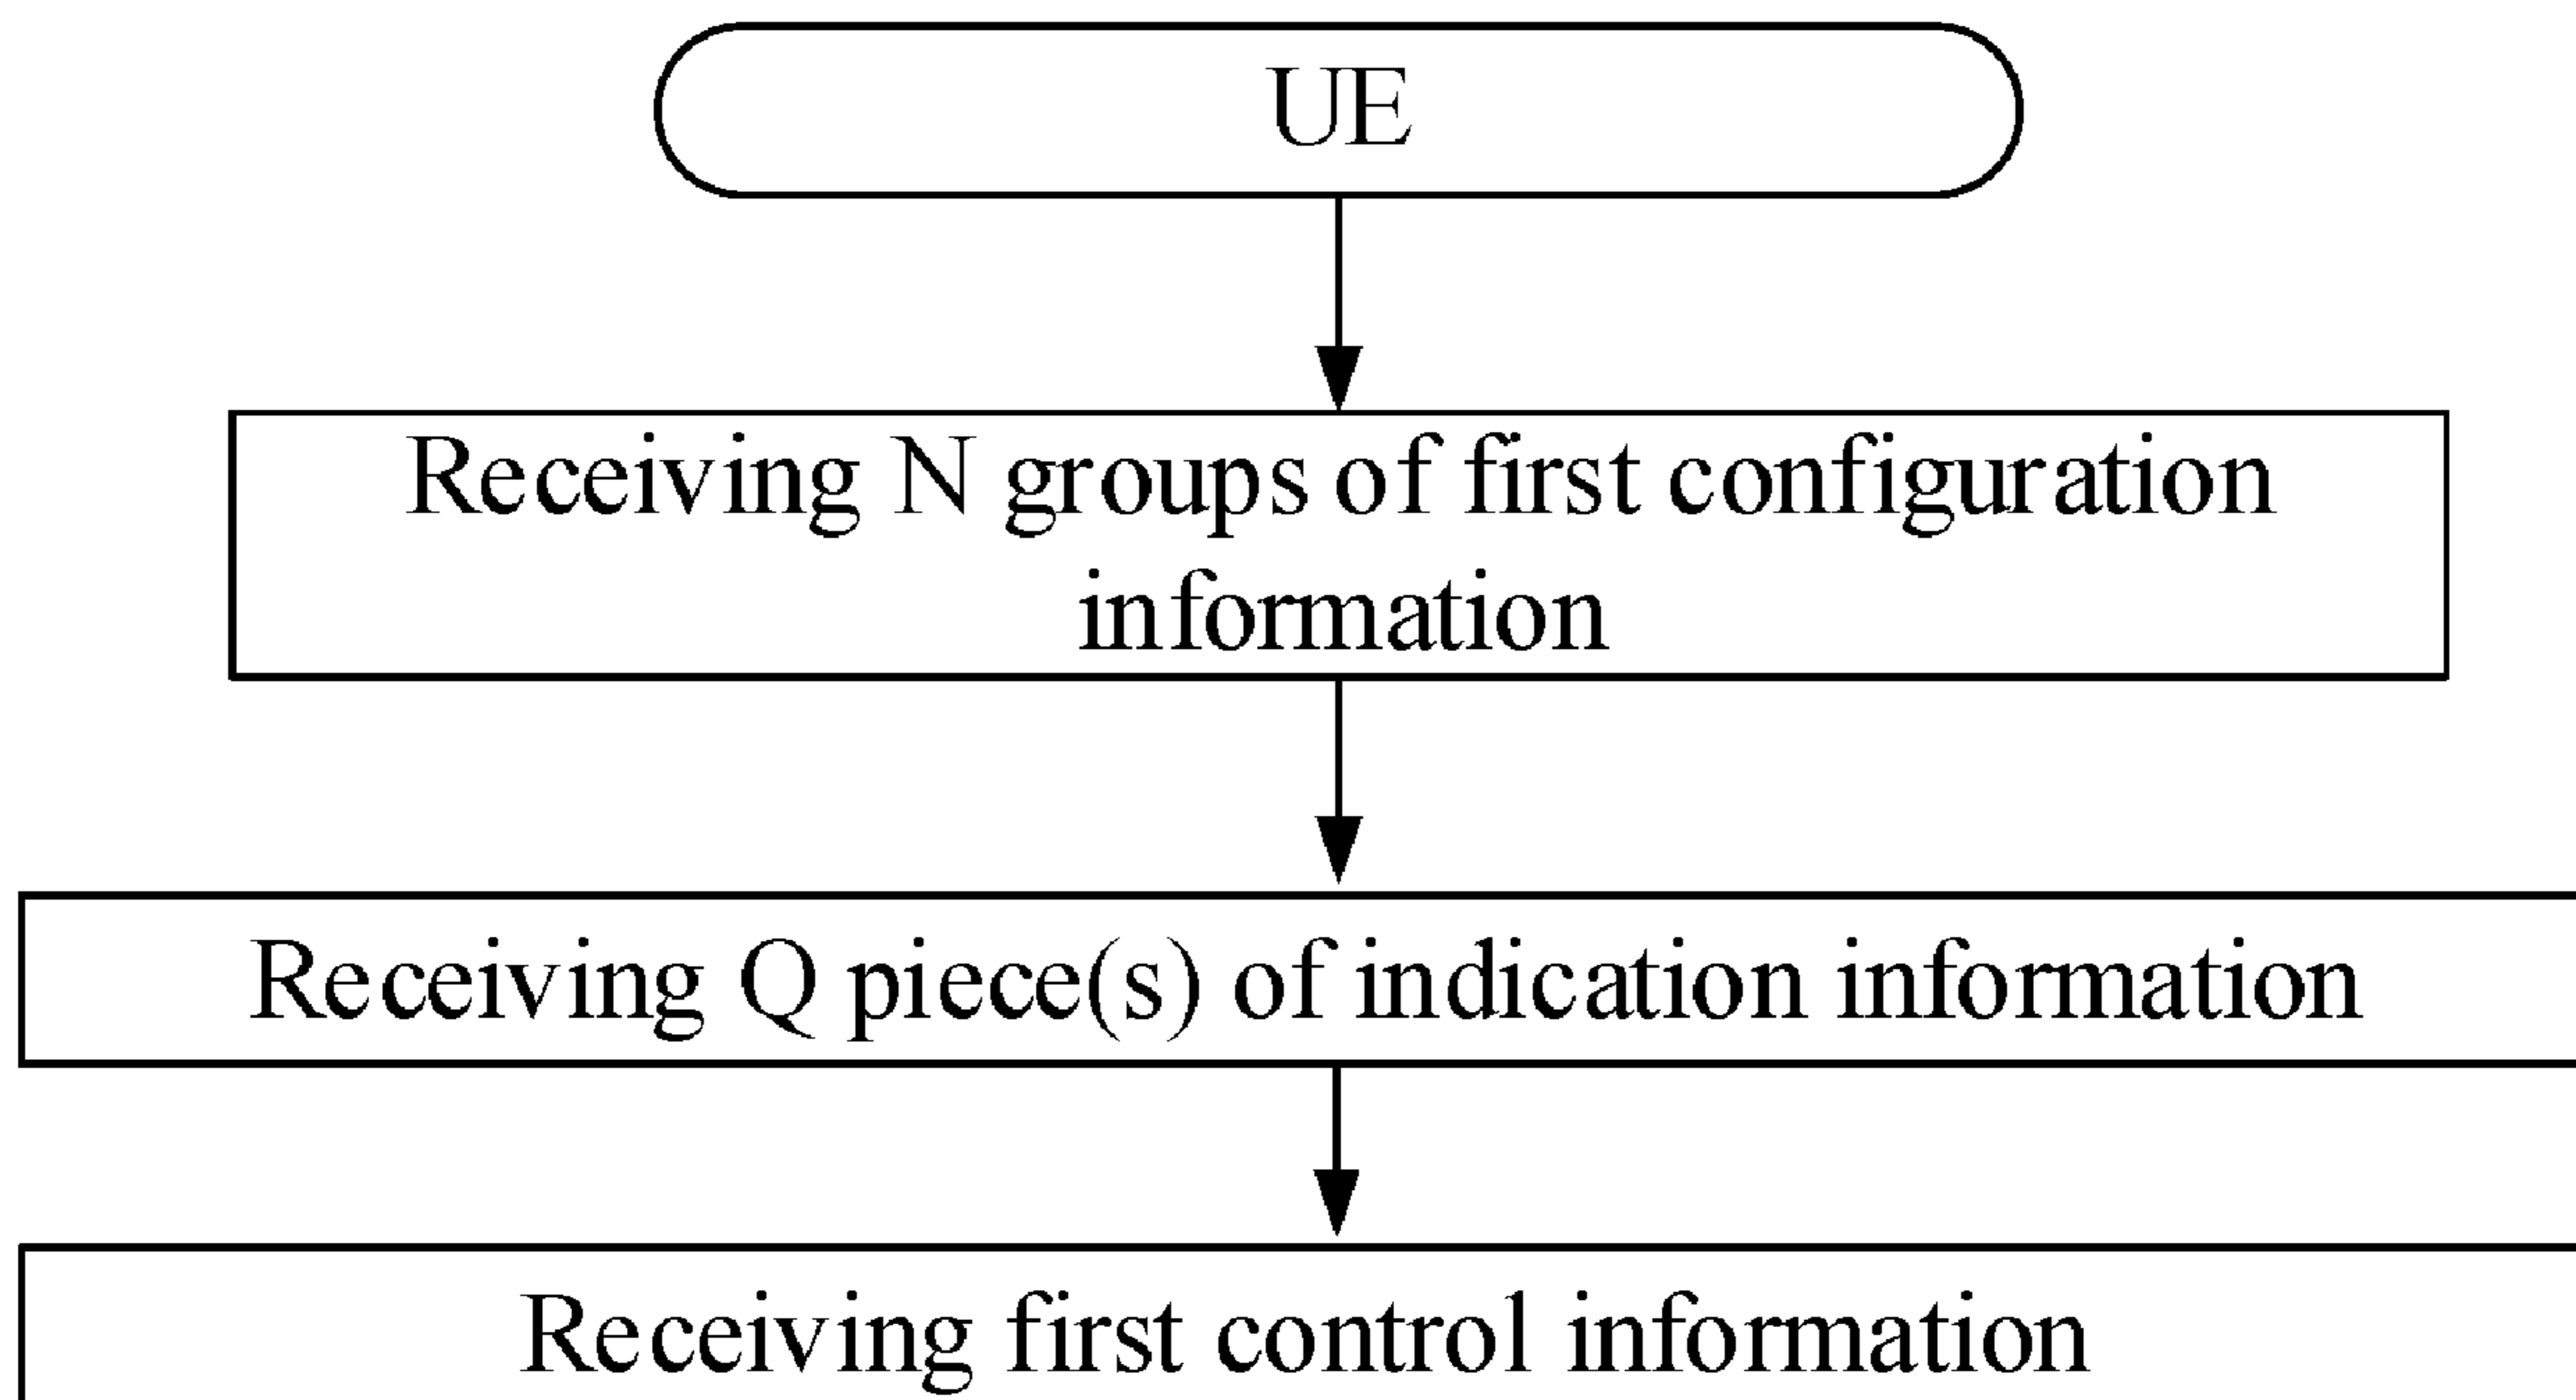 UE
Receiving N groups of first configuration
information
Receiving Q piece(s) of indication information
Receiving first control information